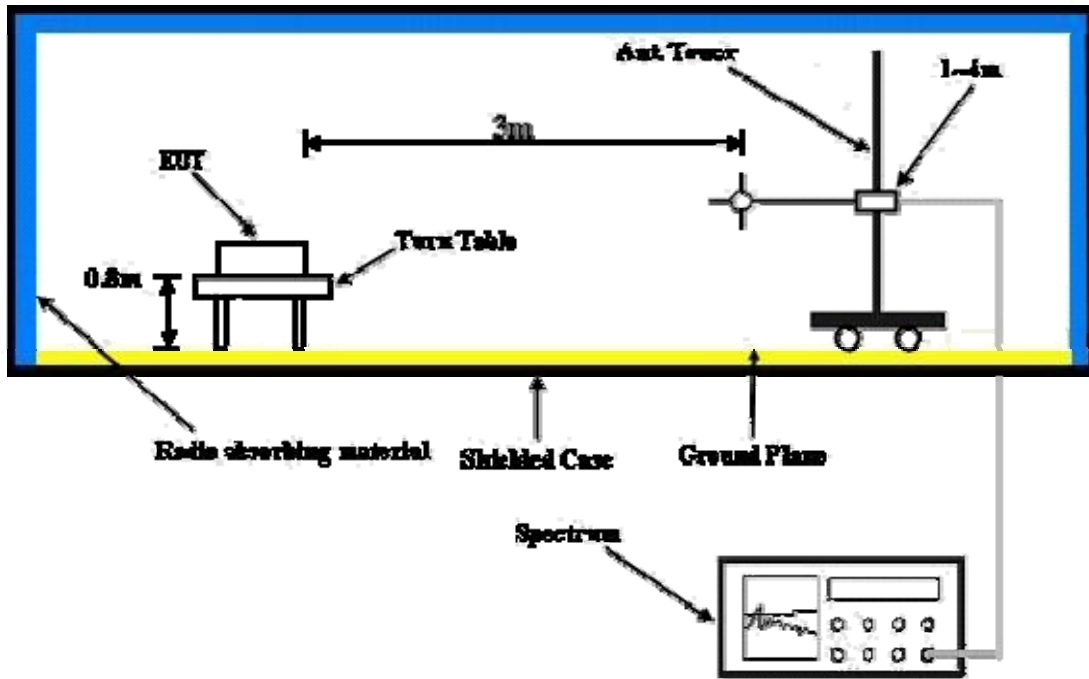 Ant. Tower
1~4m
3m
EUT
Turn Table
0.8m
Radio absorbing material
Shielded Case
Ground Plane
Spectrum